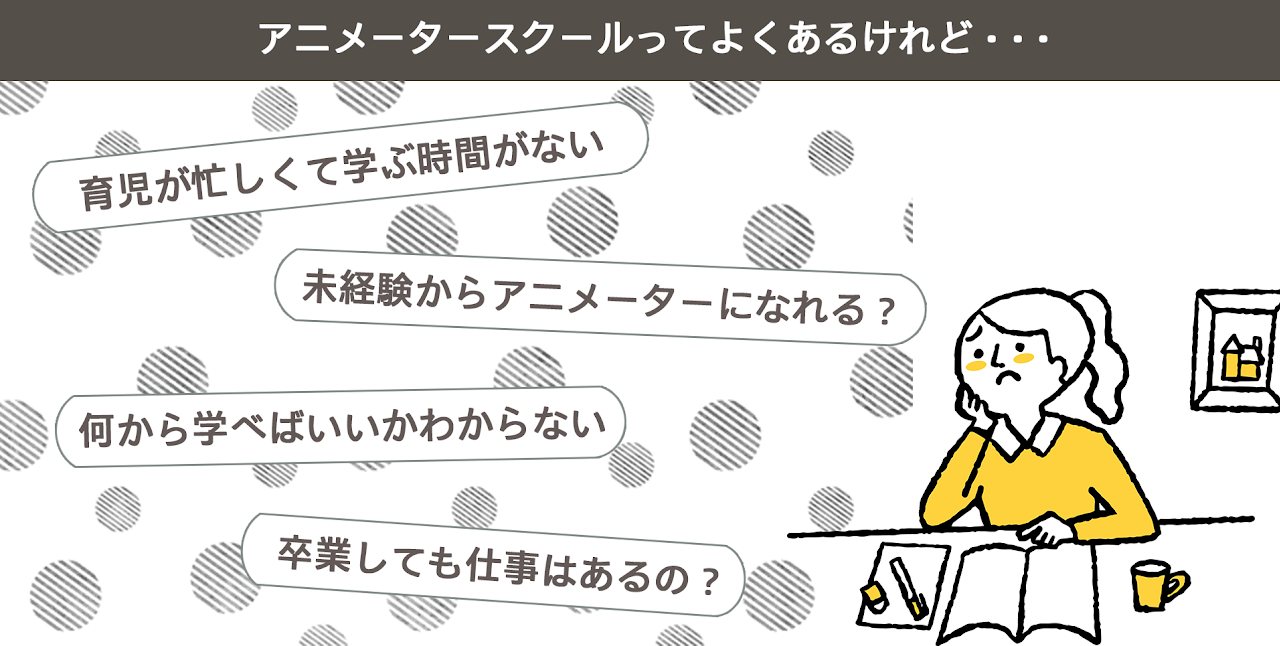 アニメータースクールってよくあるけれど・・・
育児が忙しくて学ぶ時間がない
未経験からアニメーターになれる？
何から学べばいいかわからない
卒業しても仕事はあるの？